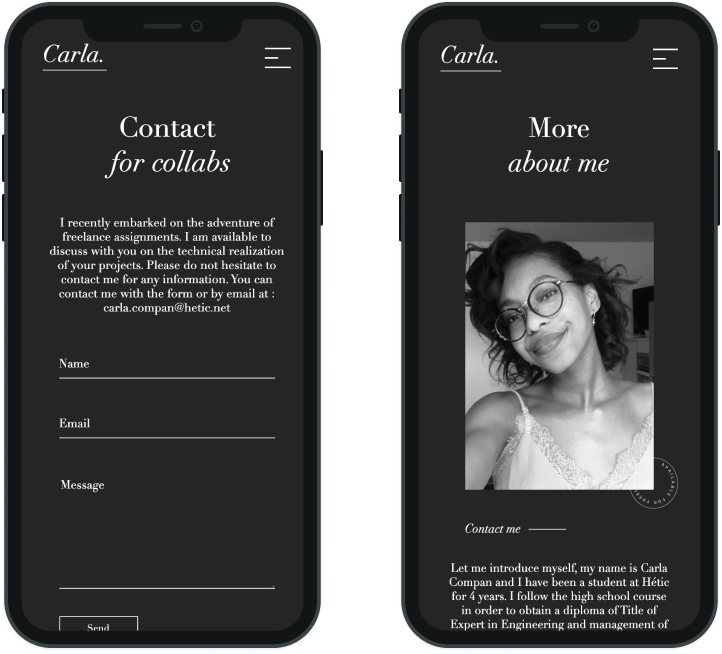 Carla.
Contact
for collabs
I recently embarked on the adventure of
freelance assignments. I am available to
discuss with you on the technical realization
of your projects. Please do not hesitate to
contact me for any information. You can
contact me with the form or by email at :
carla.compan@hetic.net
Name
Email
Message
Send
Carla.
More
about me
AVAILABLE FOR
Contact me
Let me introduce myself, my name is Carla
Compan and I have been a student at Hétic
for 4 years. I follow the high school course
in order to obtain a diploma of Title of
Expert in Engineering and management of